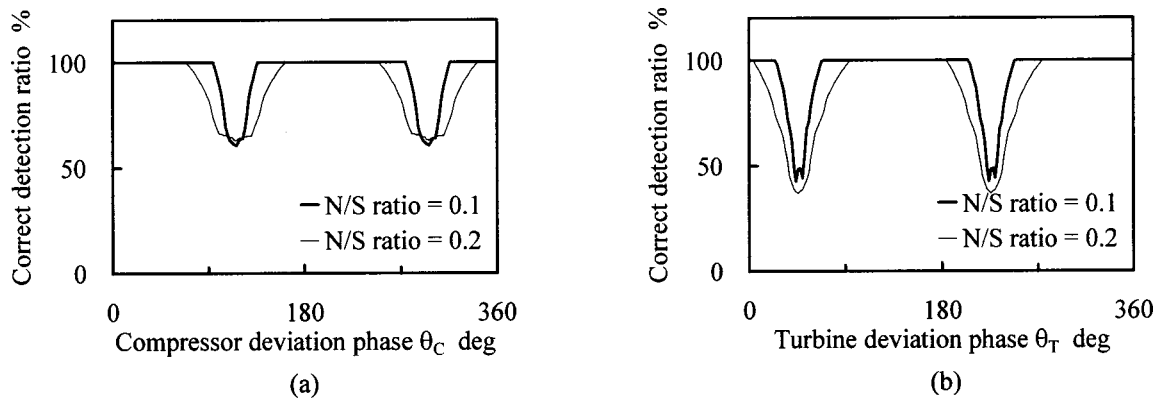 Correct detection ratio %
100
50
0
N/S ratio = 0.1
N/S ratio = 0.2
0 180 360
Compressor deviation phase θC deg
(a)
Correct detection ratio %
100
50
0
N/S ratio = 0.1
N/S ratio = 0.2
0 180 360
Turbine deviation phase θT deg
(b)